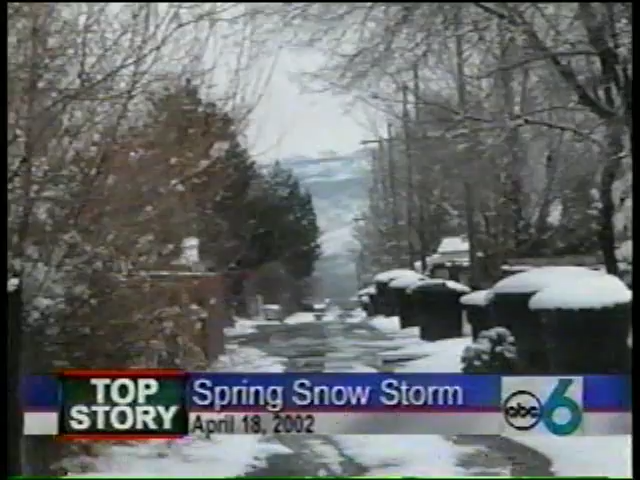 TOP
STORY
Spring Snow Storm
April 18, 2002
abc 6